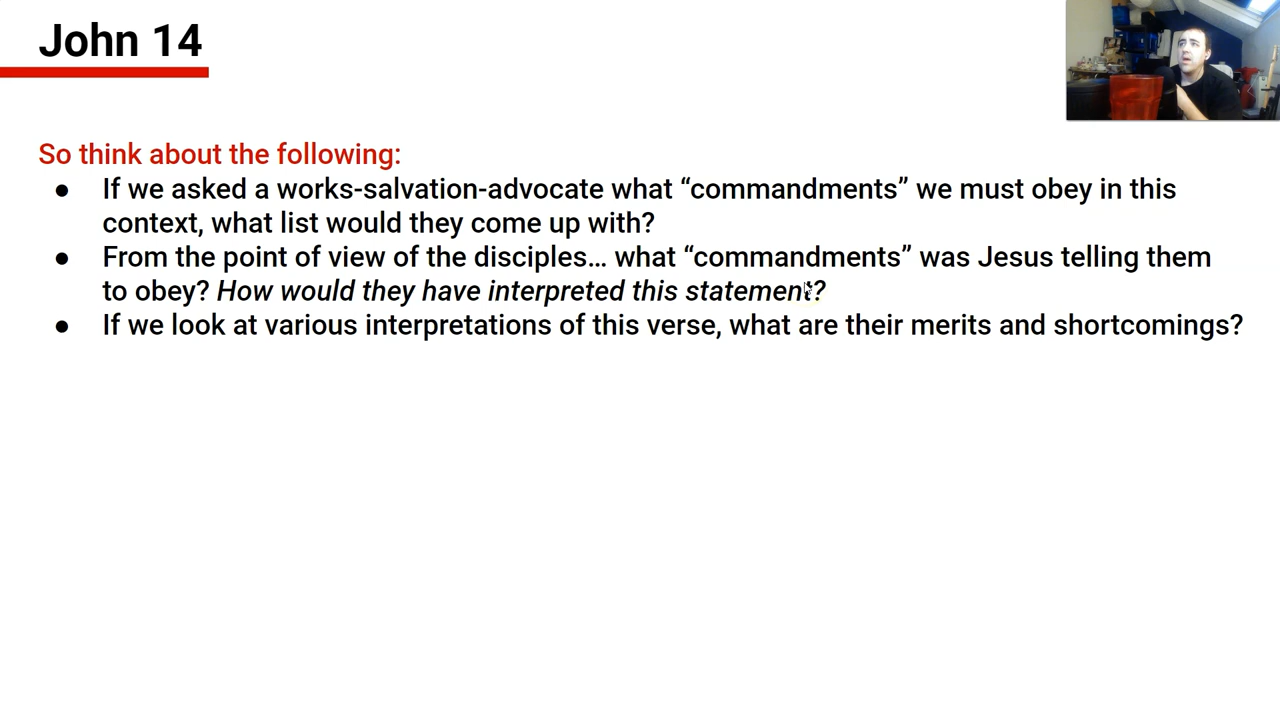 John 14
So think about the following:
● If we asked a works-salvation-advocate what “commandments” we must obey in this
context, what list would they come up with?
● From the point of view of the disciples… what “commandments” was Jesus telling them
to obey? How would they have interpreted this statement?
● If we look at various interpretations of this verse, what are their merits and shortcomings?